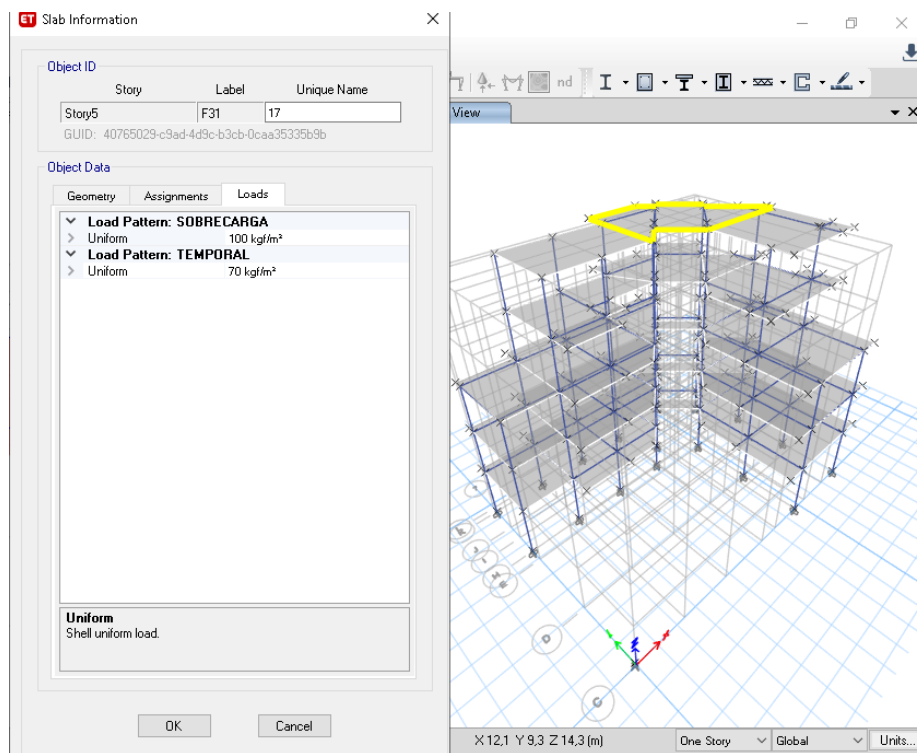 ET Slab Information
Object ID
Story Label Unique Name
Story5 F31 17
GUID: 40765029-c9ad-4d9c-b3cb-0caa35335b9b
Object Data
Geometry Assignments Loads
Load Pattern: SOBRECARGA
Uniform 100 kgf/m²
Load Pattern: TEMPORAL
Uniform 70 kgf/m²
Uniform
Shell uniform load.
OK Cancel
nd
View
X 12,1 Y 9,3 Z 14,3 (m) One Story Global Units...